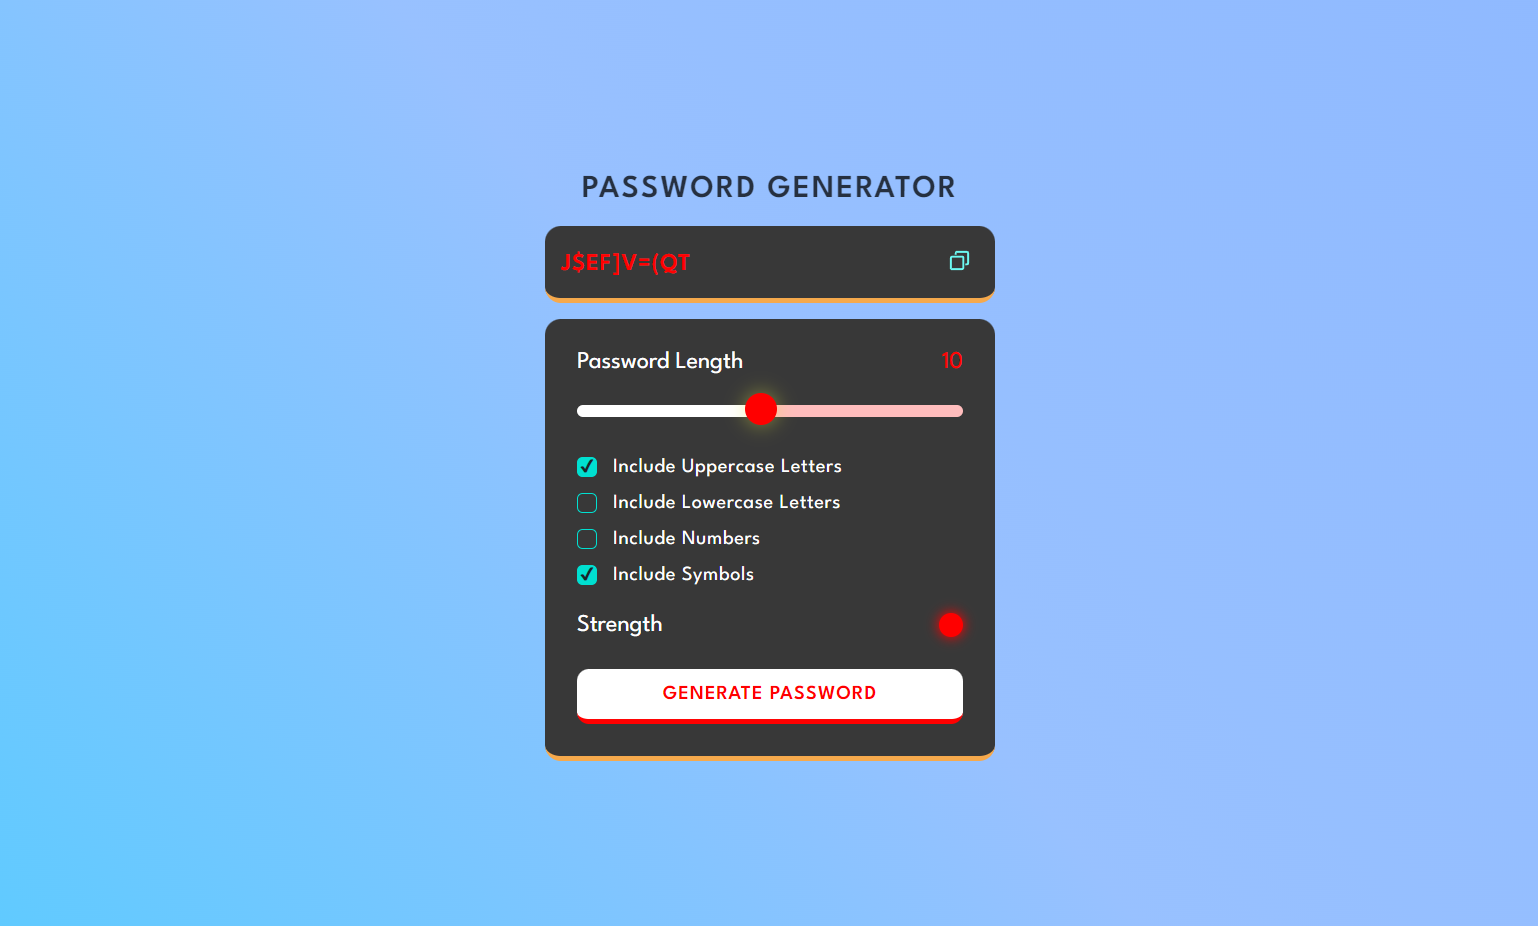 PASSWORD GENERATOR
J$EF]V=(QT
Password Length 10
Include Uppercase Letters
Include Lowercase Letters
Include Numbers
Include Symbols
Strength
GENERATE PASSWORD